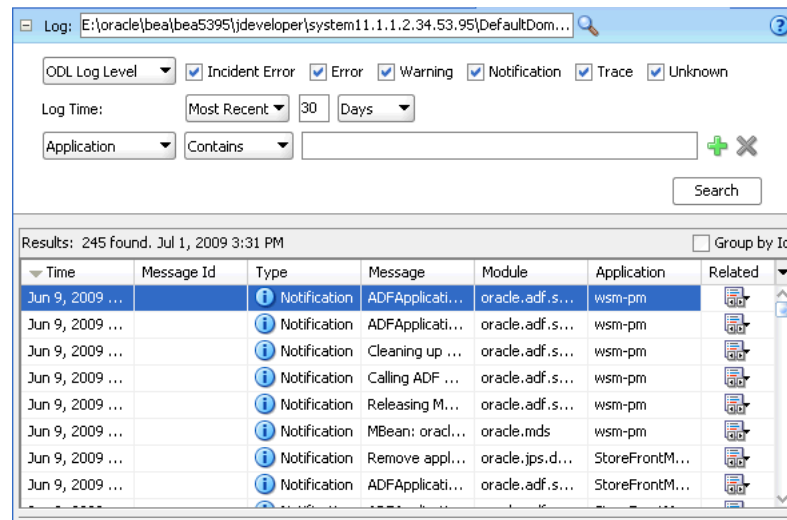 Log: E:\oracle\bea\bea5395\jdeveloper\system11.1.1.2.34.53.95\DefaultDom...
ODL Log Level Incident Error Error Warning Notification Trace Unknown
Log Time: Most Recent 30 Days
Application Contains
Search
Results: 245 found. Jul 1, 2009 3:31 PM Group by
Time Message Id Type Message Module Application Related
Jun 9, 2009 ... Notification ADFApplicati... oracle.adf.s... wsm-pm
Jun 9, 2009 ... Notification ADFApplicati... oracle.adf.s... wsm-pm
Jun 9, 2009 ... Notification Cleaning up ... oracle.adf.s... wsm-pm
Jun 9, 2009 ... Notification Calling ADF ... oracle.adf.s... wsm-pm
Jun 9, 2009 ... Notification Releasing M... oracle.adf.s... wsm-pm
Jun 9, 2009 ... Notification MBean: oracl... oracle.mds wsm-pm
Jun 9, 2009 ... Notification Remove appl... oracle.jps.d... StoreFrontM...
Jun 9, 2009 ... Notification ADFApplicati... oracle.adf.s... StoreFrontM...